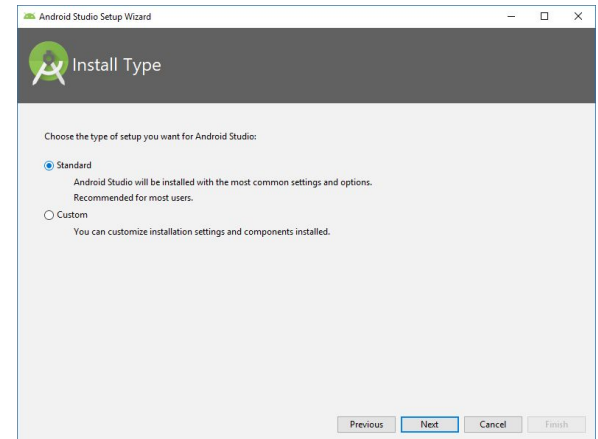 Android Studio Setup Wizard
Install Type
Choose the type of setup you want for Android Studio:
Standard
Android Studio will be installed with the most common settings and options.
Recommended for most users.
Custom
You can customize installation settings and components installed.
Previous Next Cancel Finish